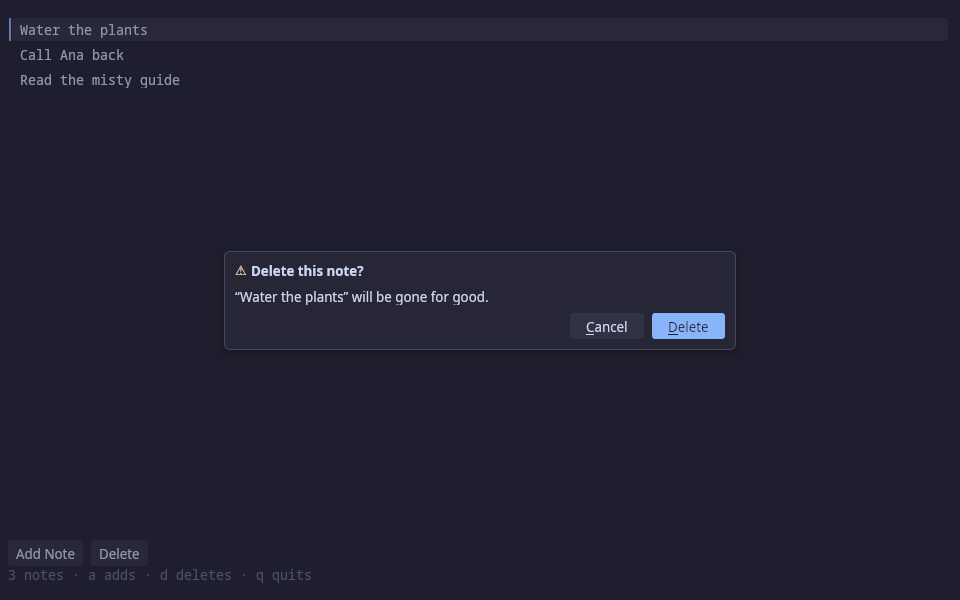 Water the plants
Call Ana back
Read the misty guide
⚠ Delete this note?
“Water the plants” will be gone for good.
Cancel Delete
Add Note Delete
3 notes · a adds · d deletes · q quits